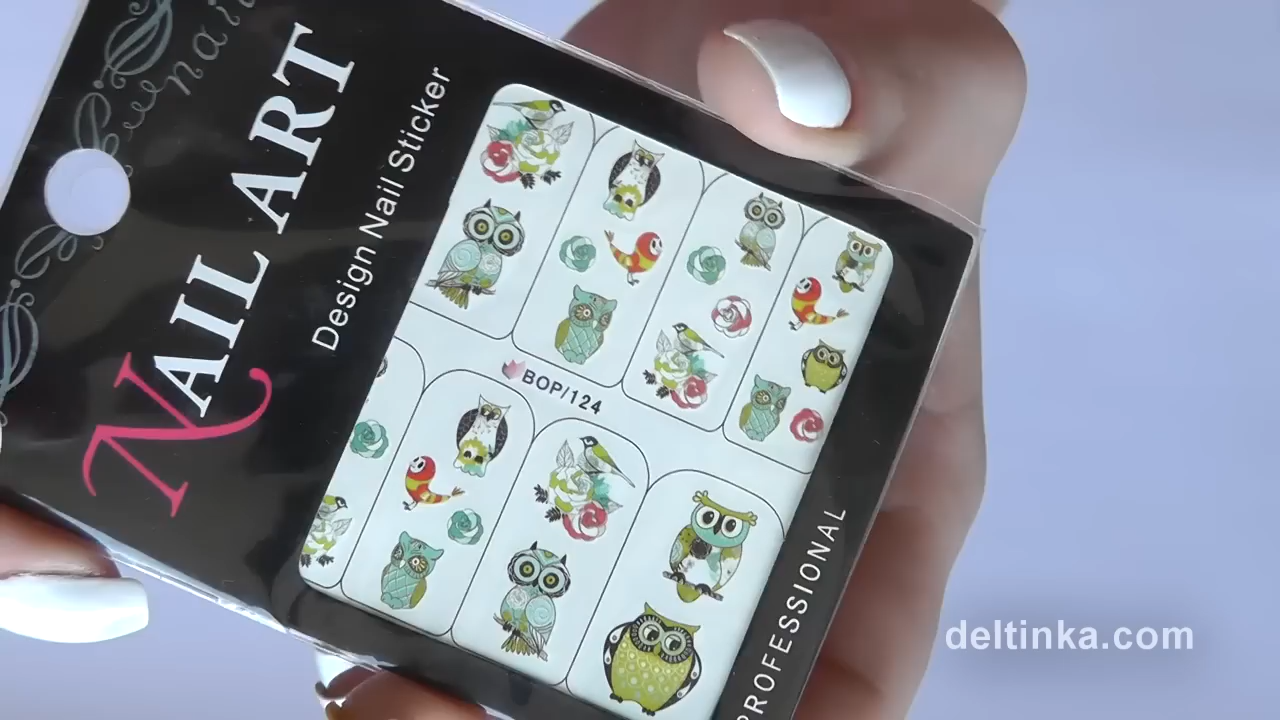 NAIL ART
Design Nail Sticker
BOP/124
PROFESSIONAL
deltinka.com